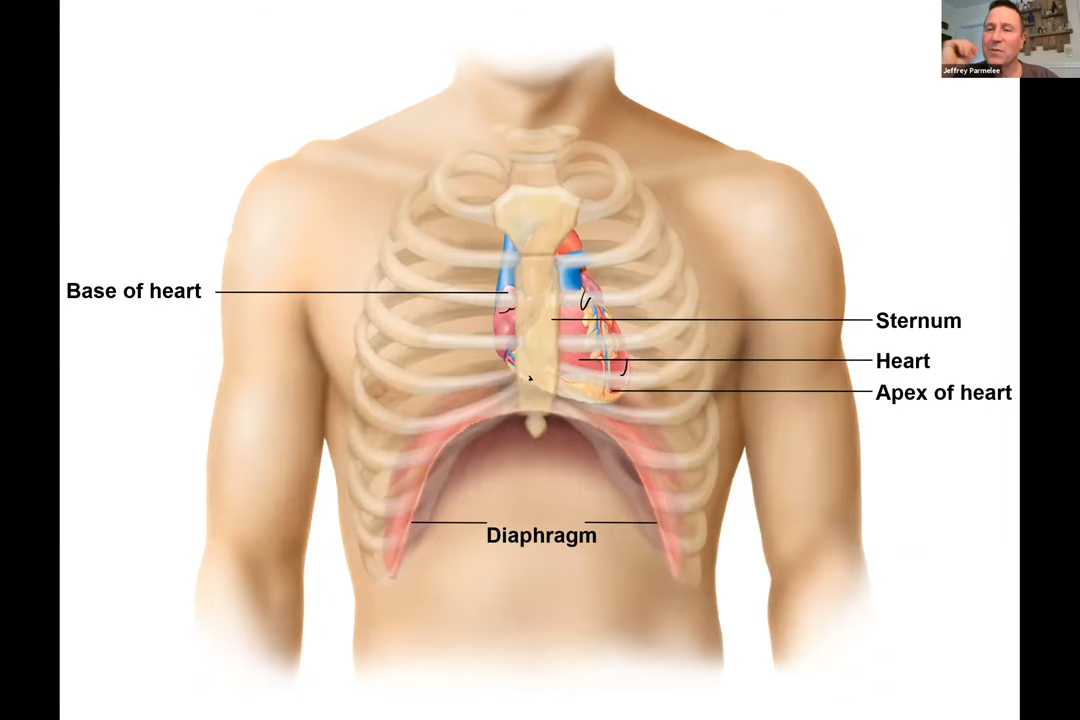 Jeffrey Parmelee
Base of heart
Sternum
Heart
Apex of heart
Diaphragm